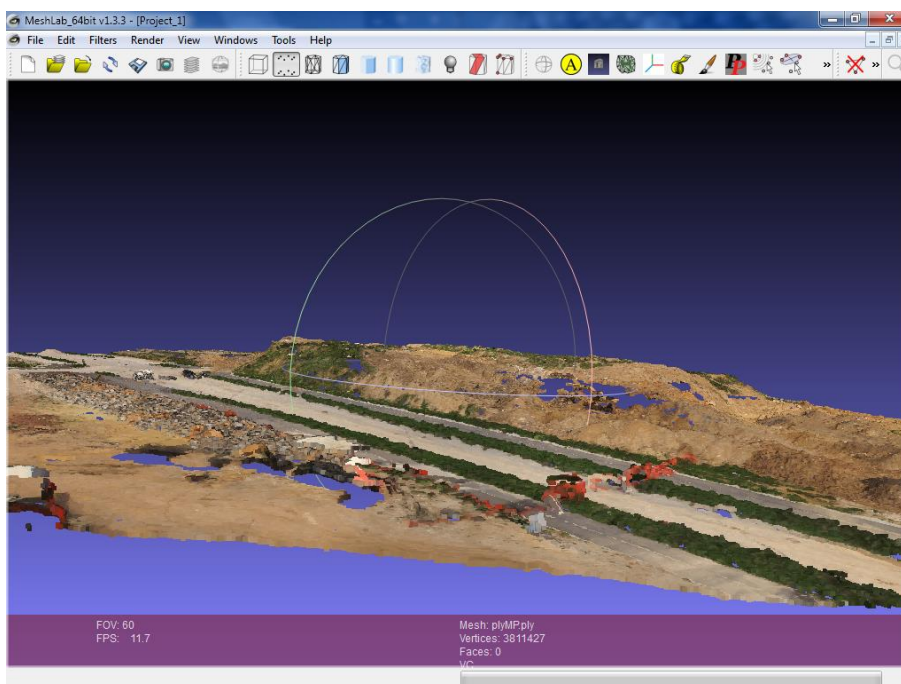 MeshLab_64bit v1.3.3 - [Project_1]
File Edit Filters Render View Windows Tools Help
A
FOV: 60
FPS: 11.7
Mesh: plyMP.ply
Vertices: 3811427
Faces: 0
VC